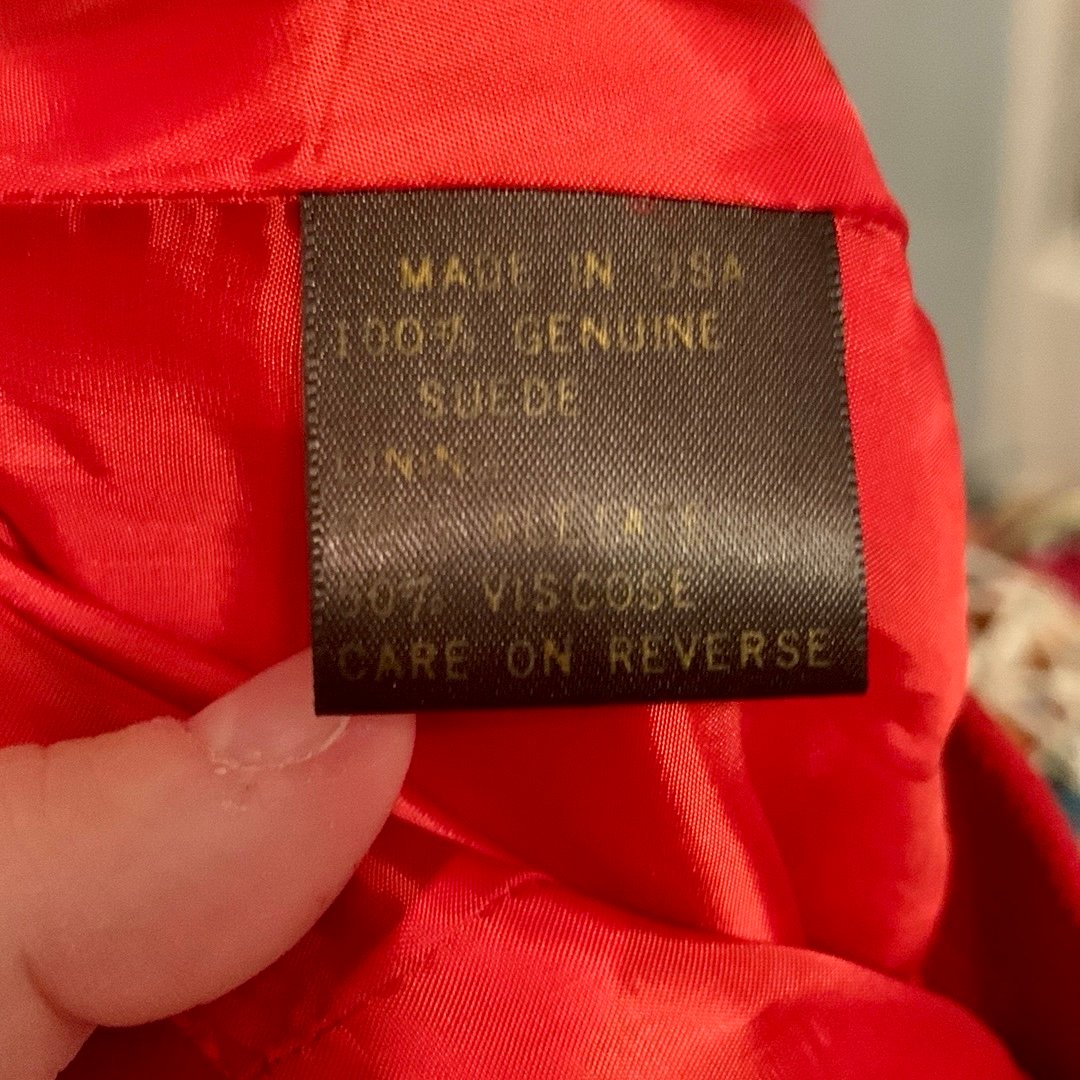 MADE IN USA
100% GENUINE
SUEDE
VISCOSE
CARE ON REVERSE